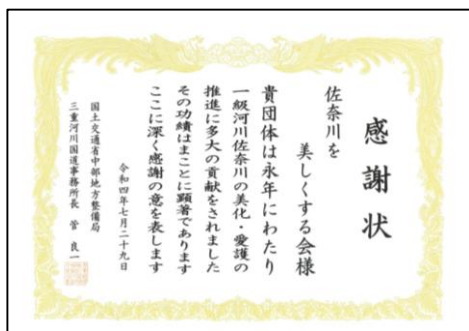 感謝状
佐奈川を
美しくする会様
貴団体は永年にわたり
一級河川佐奈川の美化・愛護の
推進に多大の貢献をされました
その功績はまことに顕著であります
ここに深く感謝の意を表します
令和四年七月二十九日
国土交通省中部地方整備局
三重河川国道事務所長 菅 良一